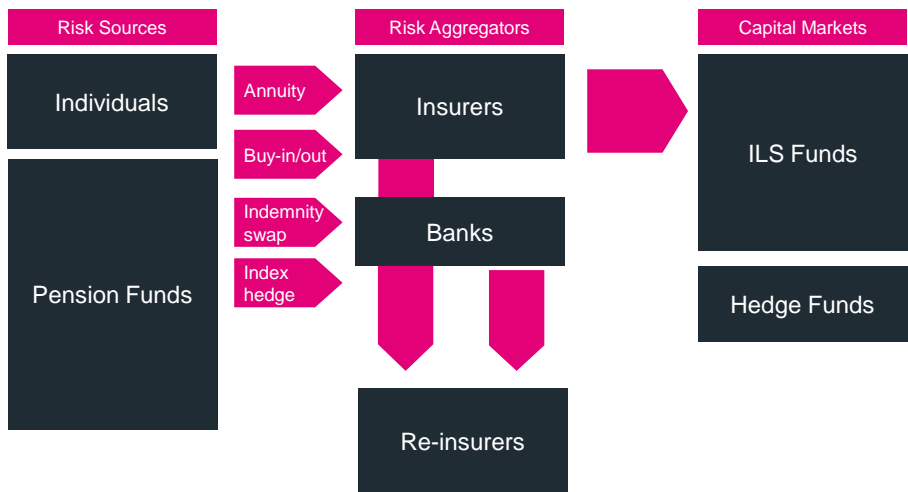 Risk Sources
Risk Aggregators
Capital Markets
Individuals
Annuity
Insurers
Buy-in/out
ILS Funds
Indemnity
swap
Banks
Pension Funds
Index
hedge
Hedge Funds
Re-insurers